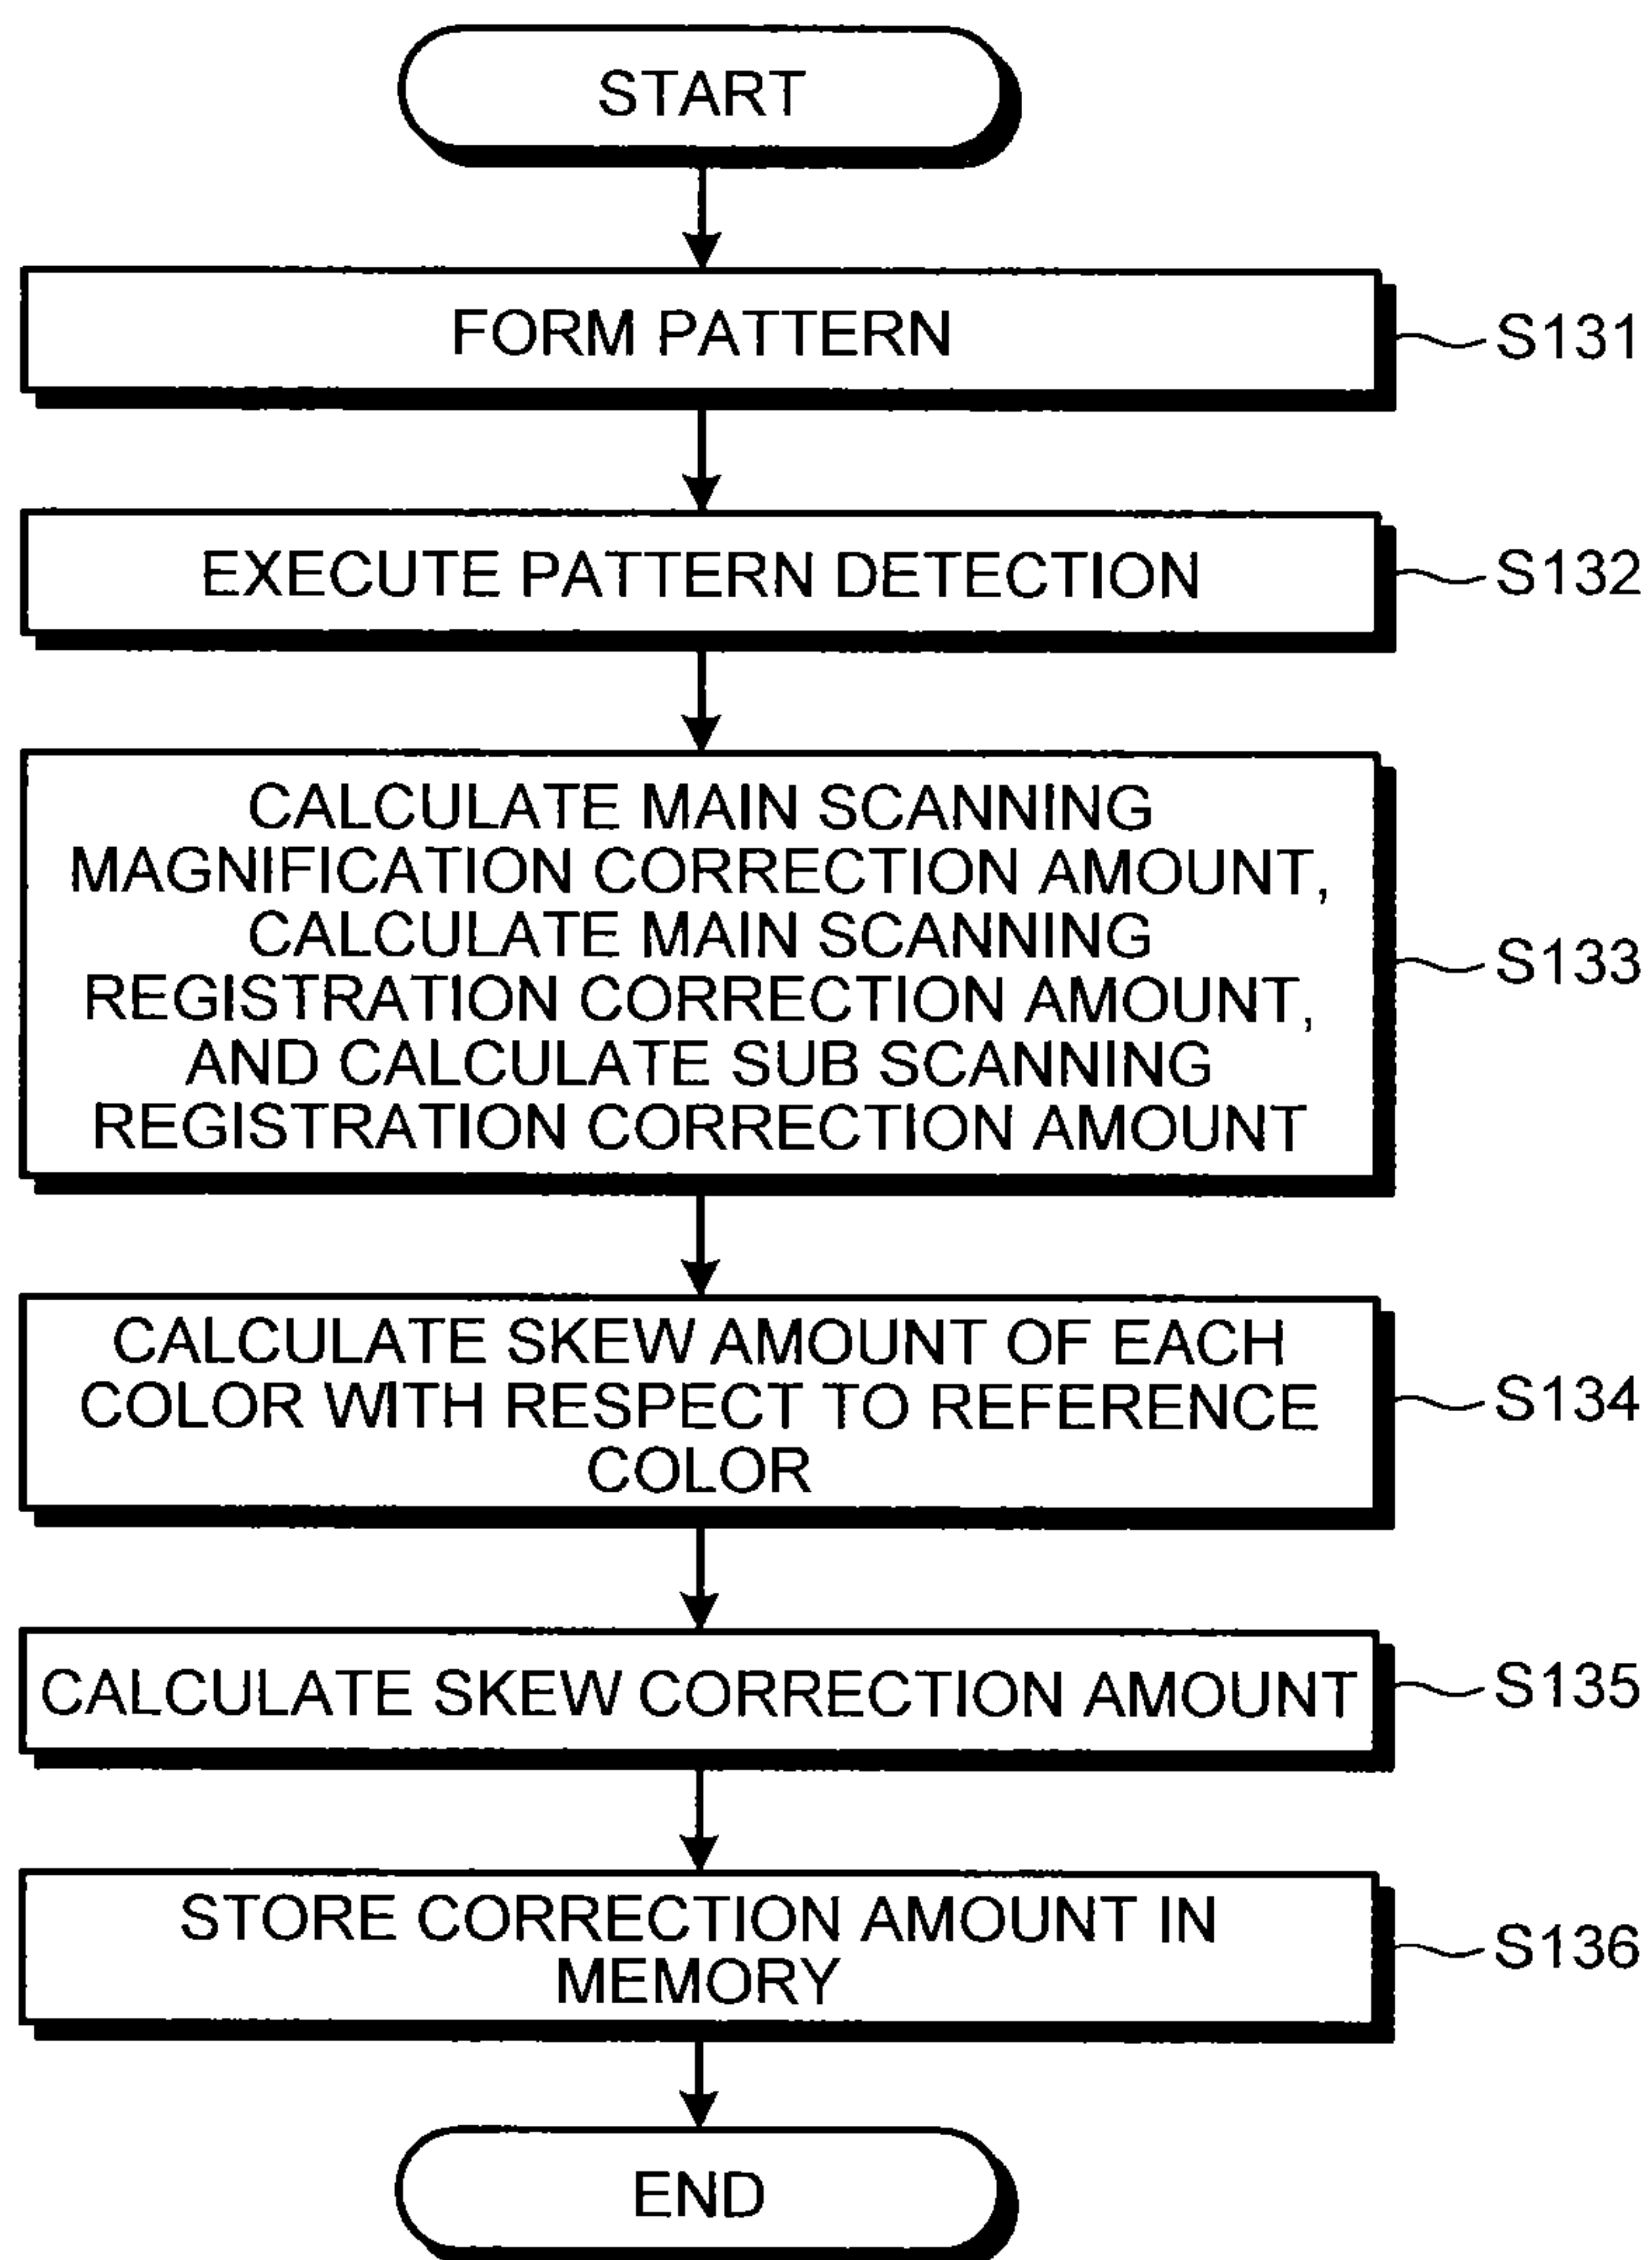 START
FORM PATTERN
S131
EXECUTE PATTERN DETECTION
S132
CALCULATE MAIN SCANNING
MAGNIFICATION CORRECTION AMOUNT,
CALCULATE MAIN SCANNING
REGISTRATION CORRECTION AMOUNT,
AND CALCULATE SUB SCANNING
REGISTRATION CORRECTION AMOUNT
S133
CALCULATE SKEW AMOUNT OF EACH
COLOR WITH RESPECT TO REFERENCE
COLOR
S134
CALCULATE SKEW CORRECTION AMOUNT
S135
STORE CORRECTION AMOUNT IN
MEMORY
S136
END